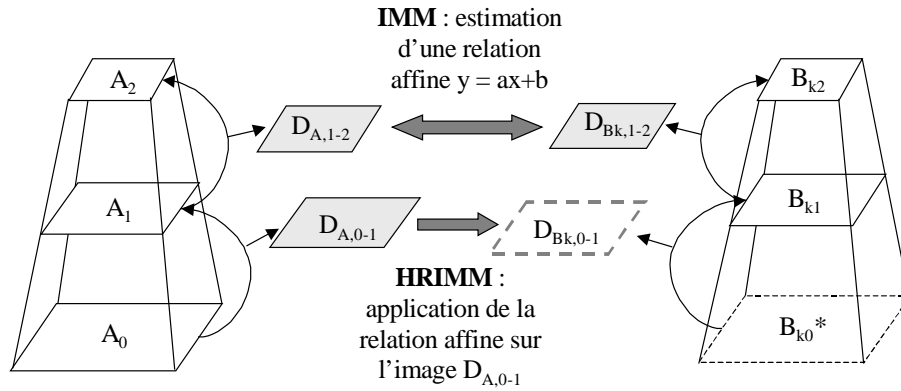 IMM : estimation
d'une relation
affine y = ax+b
A2
Bk2
DA,1-2
DBk,1-2
A1
Bk1
DA,0-1
DBk,0-1
HRIMM :
application de la
relation affine sur
l'image DA,0-1
A0
Bk0*